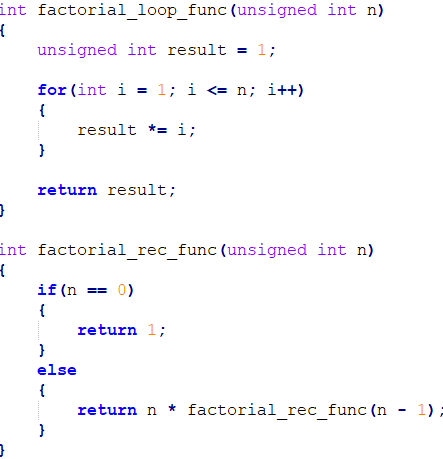 int factorial_loop_func(unsigned int n)
{
    unsigned int result = 1;
    for(int i = 1; i <= n; i++)
    {
        result *= i;
    }
    return result;
}
int factorial_rec_func(unsigned int n)
{
    if(n == 0)
    {
        return 1;
    }
    else
    {
        return n * factorial_rec_func(n - 1);
    }
}